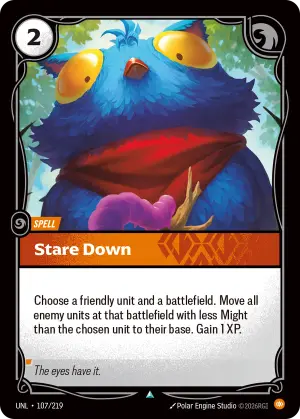 2
SPELL
Stare Down
Choose a friendly unit and a battlefield. Move all
enemy units at that battlefield with less Might
than the chosen unit to their base. Gain 1 XP.
The eyes have it.
UNL • 107/219
Polar Engine Studio ©2026RGI